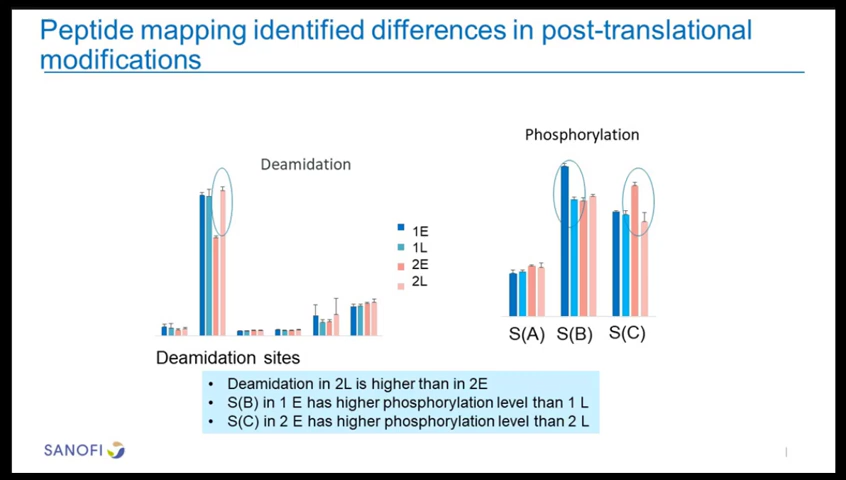 Peptide mapping identified differences in post-translational
modifications
Deamidation
Phosphorylation
1E
1L
2E
2L
S(A) S(B) S(C)
Deamidation sites
• Deamidation in 2L is higher than in 2E
• S(B) in 1 E has higher phosphorylation level than 1 L
• S(C) in 2 E has higher phosphorylation level than 2 L
SANOFI